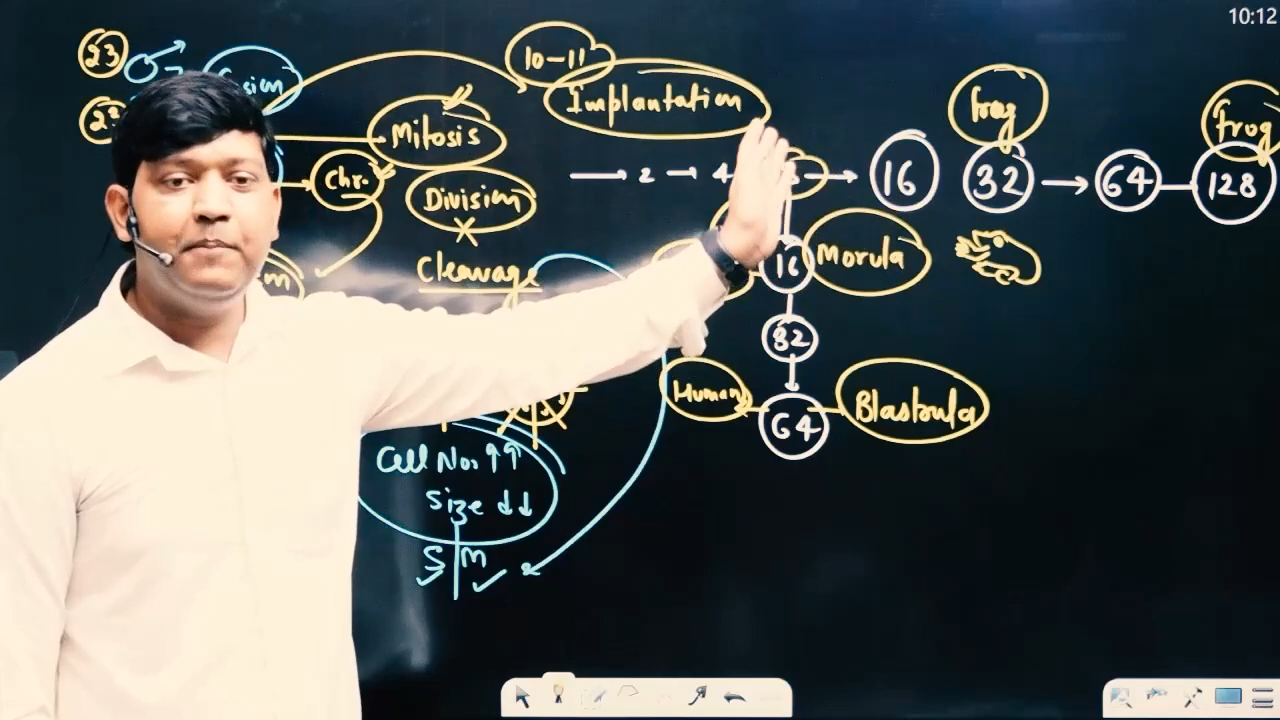 10:12
23
10-11
Implantation
Frog
Frog
Mitosis
Chr.
2 → 4
8 → 16
32 → 64 — 128
Division
×
Cleavage
16
Morula
32
Human
64
Blastula
Cell No. ↑↑
Size ↓↓
S | M